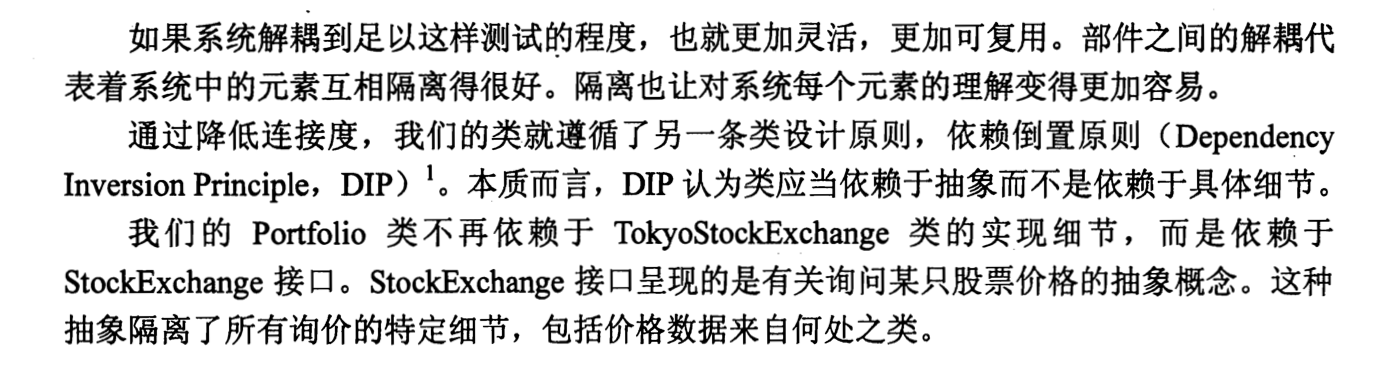 如果系统解耦到足以这样测试的程度，也就更加灵活，更加可复用。部件之间的解耦代
表着系统中的元素互相隔离得很好。隔离也让对系统每个元素的理解变得更加容易。
通过降低连接度，我们的类就遵循了另一条类设计原则，依赖倒置原则（Dependency
Inversion Principle，DIP）1。本质而言，DIP 认为类应当依赖于抽象而不是依赖于具体细节。
我们的 Portfolio 类不再依赖于 TokyoStockExchange 类的实现细节，而是依赖于
StockExchange 接口。StockExchange 接口呈现的是有关询问某只股票价格的抽象概念。这种
抽象隔离了所有询价的特定细节，包括价格数据来自何处之类。